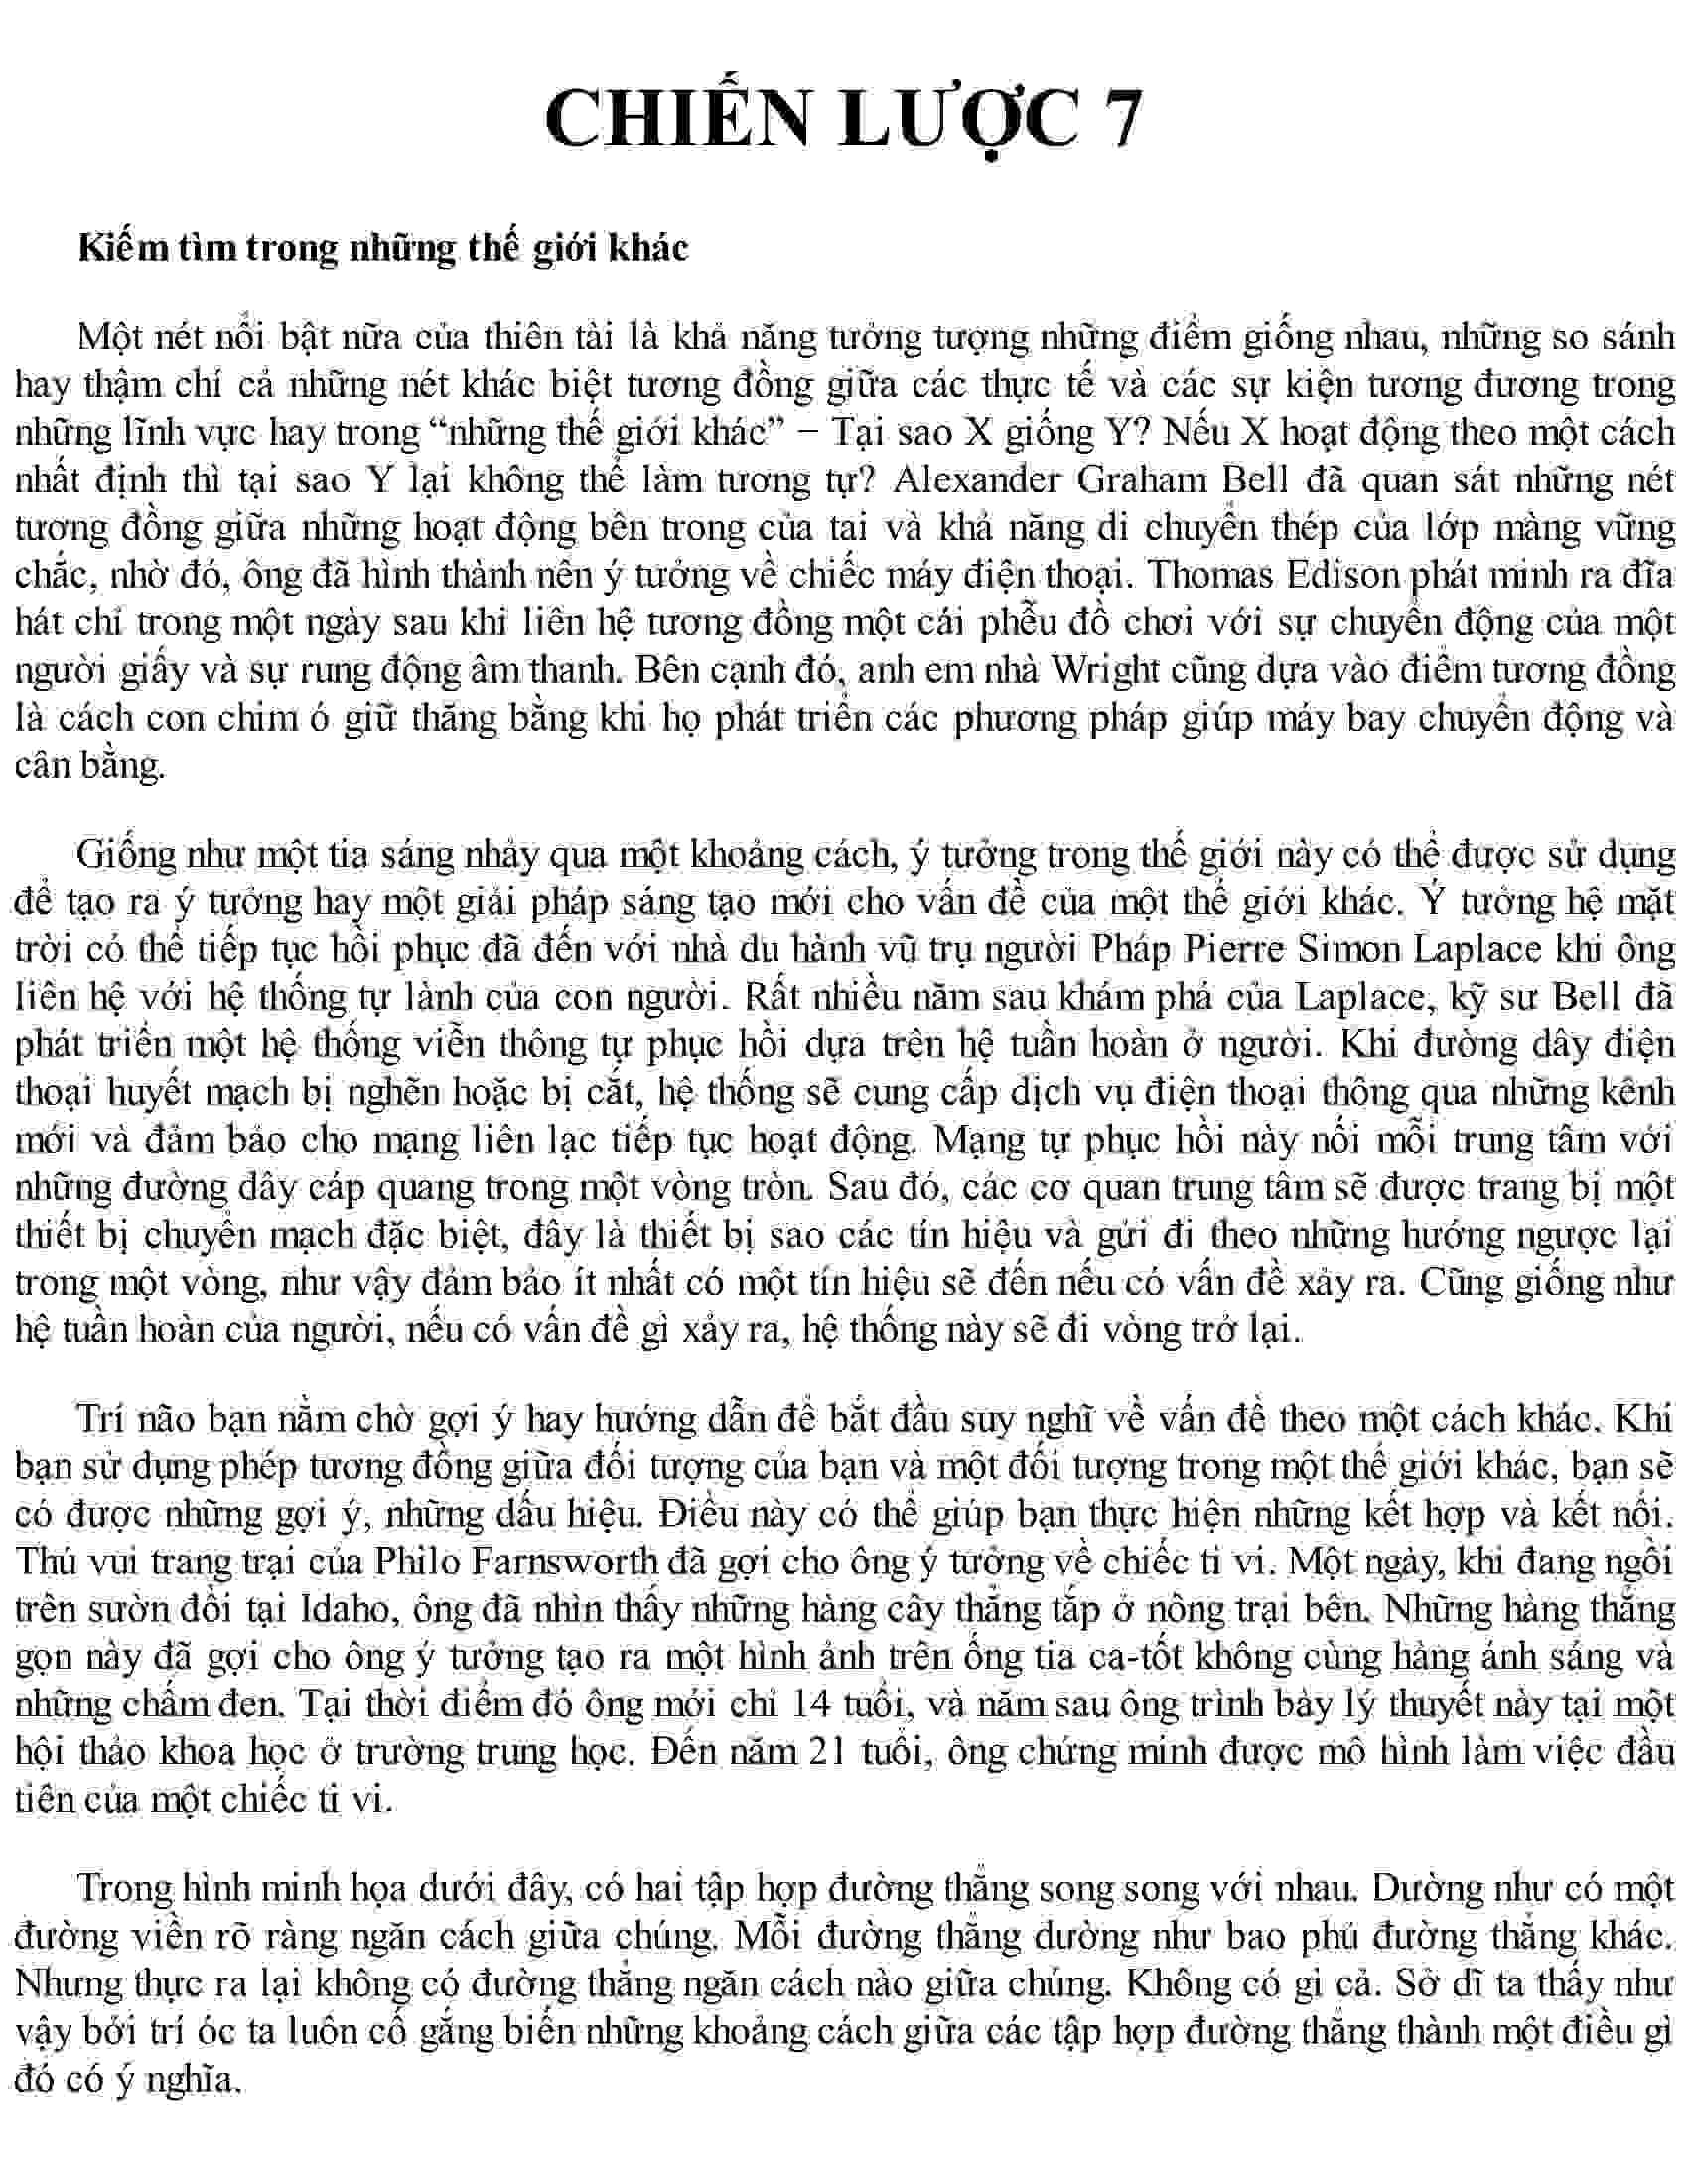 CHIẾN LƯỢC 7
Kiếm tìm trong những thế giới khác
Một nét nổi bật nữa của thiên tài là khả năng tưởng tượng những điểm giống nhau, những so sánh
hay thậm chí cả những nét khác biệt tương đồng giữa các thực tế và các sự kiện tương đương trong
những lĩnh vực hay trong “những thế giới khác” – Tại sao X giống Y? Nếu X hoạt động theo một cách
nhất định thì tại sao Y lại không thể làm tương tự? Alexander Graham Bell đã quan sát những nét
tương đồng giữa những hoạt động bên trong của tai và khả năng di chuyển thép của lớp màng vững
chắc, nhờ đó, ông đã hình thành nên ý tưởng về chiếc máy điện thoại. Thomas Edison phát minh ra đĩa
hát chỉ trong một ngày sau khi liên hệ tương đồng một cái phễu đồ chơi với sự chuyển động của một
người giấy và sự rung động âm thanh. Bên cạnh đó, anh em nhà Wright cũng dựa vào điểm tương đồng
là cách con chim ó giữ thăng bằng khi họ phát triển các phương pháp giúp máy bay chuyển động và
cân bằng.
Giống như một tia sáng nhảy qua một khoảng cách, ý tưởng trong thế giới này có thể được sử dụng
để tạo ra ý tưởng hay một giải pháp sáng tạo mới cho vấn đề của một thế giới khác. Ý tưởng hệ mặt
trời có thể tiếp tục hồi phục đã đến với nhà du hành vũ trụ người Pháp Pierre Simon Laplace khi ông
liên hệ với hệ thống tự lành của con người. Rất nhiều năm sau khám phá của Laplace, kỹ sư Bell đã
phát triển một hệ thống viễn thông tự phục hồi dựa trên hệ tuần hoàn ở người. Khi đường dây điện
thoại huyết mạch bị nghẽn hoặc bị cắt, hệ thống sẽ cung cấp dịch vụ điện thoại thông qua những kênh
mới và đảm bảo cho mạng liên lạc tiếp tục hoạt động. Mạng tự phục hồi này nối mỗi trung tâm với
những đường dây cáp quang trong một vòng tròn. Sau đó, các cơ quan trung tâm sẽ được trang bị một
thiết bị chuyển mạch đặc biệt, đây là thiết bị sao các tín hiệu và gửi đi theo những hướng ngược lại
trong một vòng, như vậy đảm bảo ít nhất có một tín hiệu sẽ đến nếu có vấn đề xảy ra. Cũng giống như
hệ tuần hoàn của người, nếu có vấn đề gì xảy ra, hệ thống này sẽ đi vòng trở lại.
Trí não bạn nằm chờ gợi ý hay hướng dẫn để bắt đầu suy nghĩ về vấn đề theo một cách khác. Khi
bạn sử dụng phép tương đồng giữa đối tượng của bạn và một đối tượng trong một thế giới khác, bạn sẽ
có được những gợi ý, những dấu hiệu. Điều này có thể giúp bạn thực hiện những kết hợp và kết nối.
Thú vui trang trại của Philo Farnsworth đã gợi cho ông ý tưởng về chiếc ti vi. Một ngày, khi đang ngồi
trên sườn đồi tại Idaho, ông đã nhìn thấy những hàng cây thẳng tắp ở nông trại bên. Những hàng thẳng
gọn này đã gợi cho ông ý tưởng tạo ra một hình ảnh trên ống tia ca-tốt không cùng hàng ánh sáng và
những chấm đen. Tại thời điểm đó ông mới chỉ 14 tuổi, và năm sau ông trình bày lý thuyết này tại một
hội thảo khoa học ở trường trung học. Đến năm 21 tuổi, ông chứng minh được mô hình làm việc đầu
tiên của một chiếc ti vi.
Trong hình minh họa dưới đây, có hai tập hợp đường thẳng song song với nhau. Dường như có một
đường viền rõ ràng ngăn cách giữa chúng. Mỗi đường thẳng dường như bao phủ đường thẳng khác.
Nhưng thực ra lại không có đường thẳng ngăn cách nào giữa chúng. Không có gì cả. Sở dĩ ta thấy như
vậy bởi trí óc ta luôn cố gắng biến những khoảng cách giữa các tập hợp đường thẳng thành một điều gì
đó có ý nghĩa.